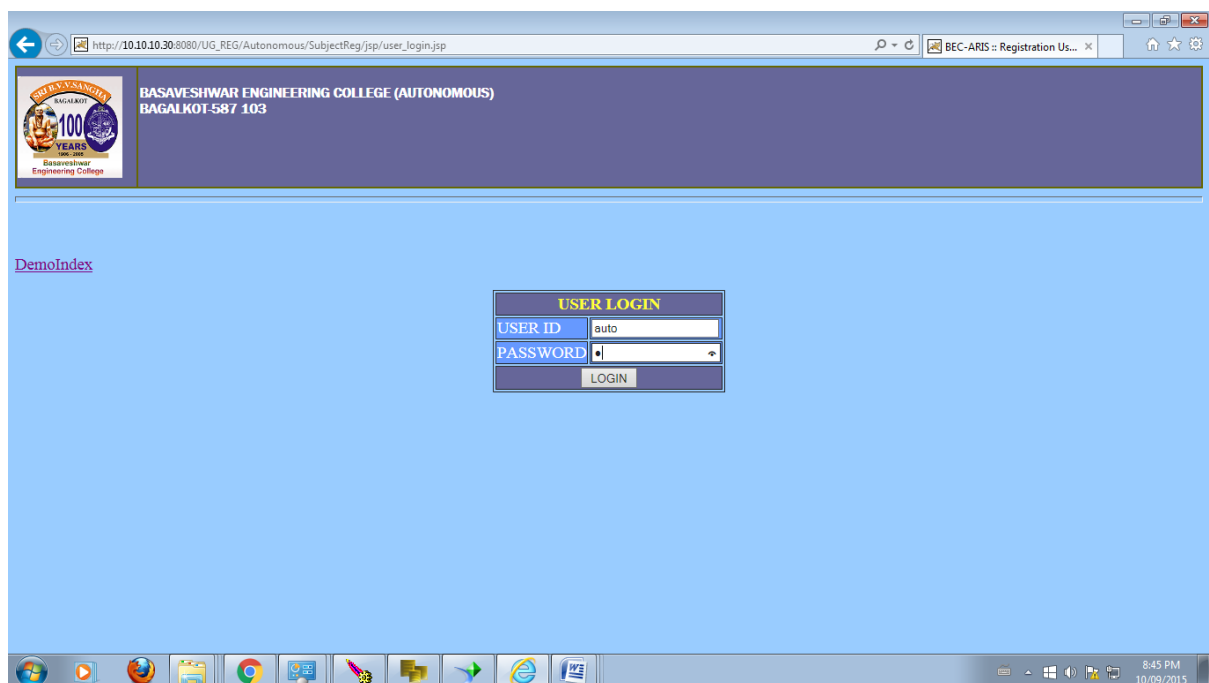 http://10.10.10.30:8080/UG_REG/Autonomous/SubjectReg/jsp/user_login.jsp
BEC-ARIS :: Registration Us...
SRI B.V.V.SANGHA
BAGALKOT
100
YEARS
Basaveshwar
Engineering College
BASAVESHWAR ENGINEERING COLLEGE (AUTONOMOUS)
BAGALKOT-587 103
DemoIndex
USER LOGIN
USER ID auto
PASSWORD
LOGIN
8:45 PM
10/09/2015